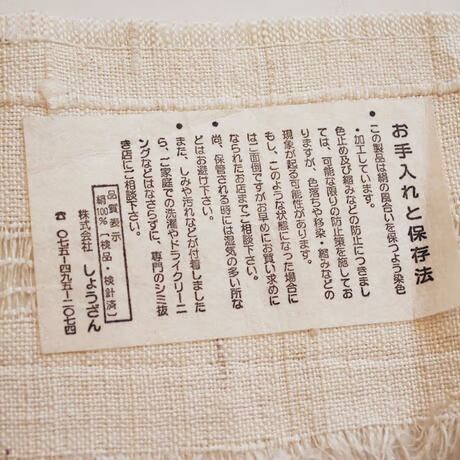 お手入れと保存法
●この製品は絹の風合いを保つよう染色
・加工しています。
色止め及び縮みなどの防止につきまし
ては、可能な限りの防止策を施してお
りますが、色落ちや移染・縮みなどの
現象が起る可能性があります。
もし、このような状態になった場合に
はご面倒ですがお早めにお買い求めに
なられたお店までご相談下さい。
●尚、保管される時には湿気の多い所な
とはお避け下さい。
また、しみや汚れなどが付着しました
ら、ご家庭での洗濯やドライクリーニ
ングなどはなさらずに、専門のシミ抜
き店にご相談下さい。
品質表示
絹100%〔検品・検針済〕
株式会社 しょうざん
☎〇七五-四九五-二〇七四